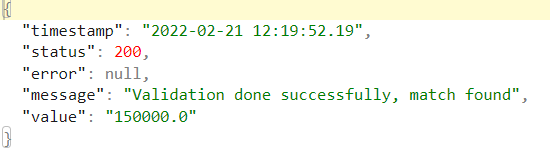 {
"timestamp": "2022-02-21 12:19:52.19",
"status": 200,
"error": null,
"message": "Validation done successfully, match found",
"value": "150000.0"
}